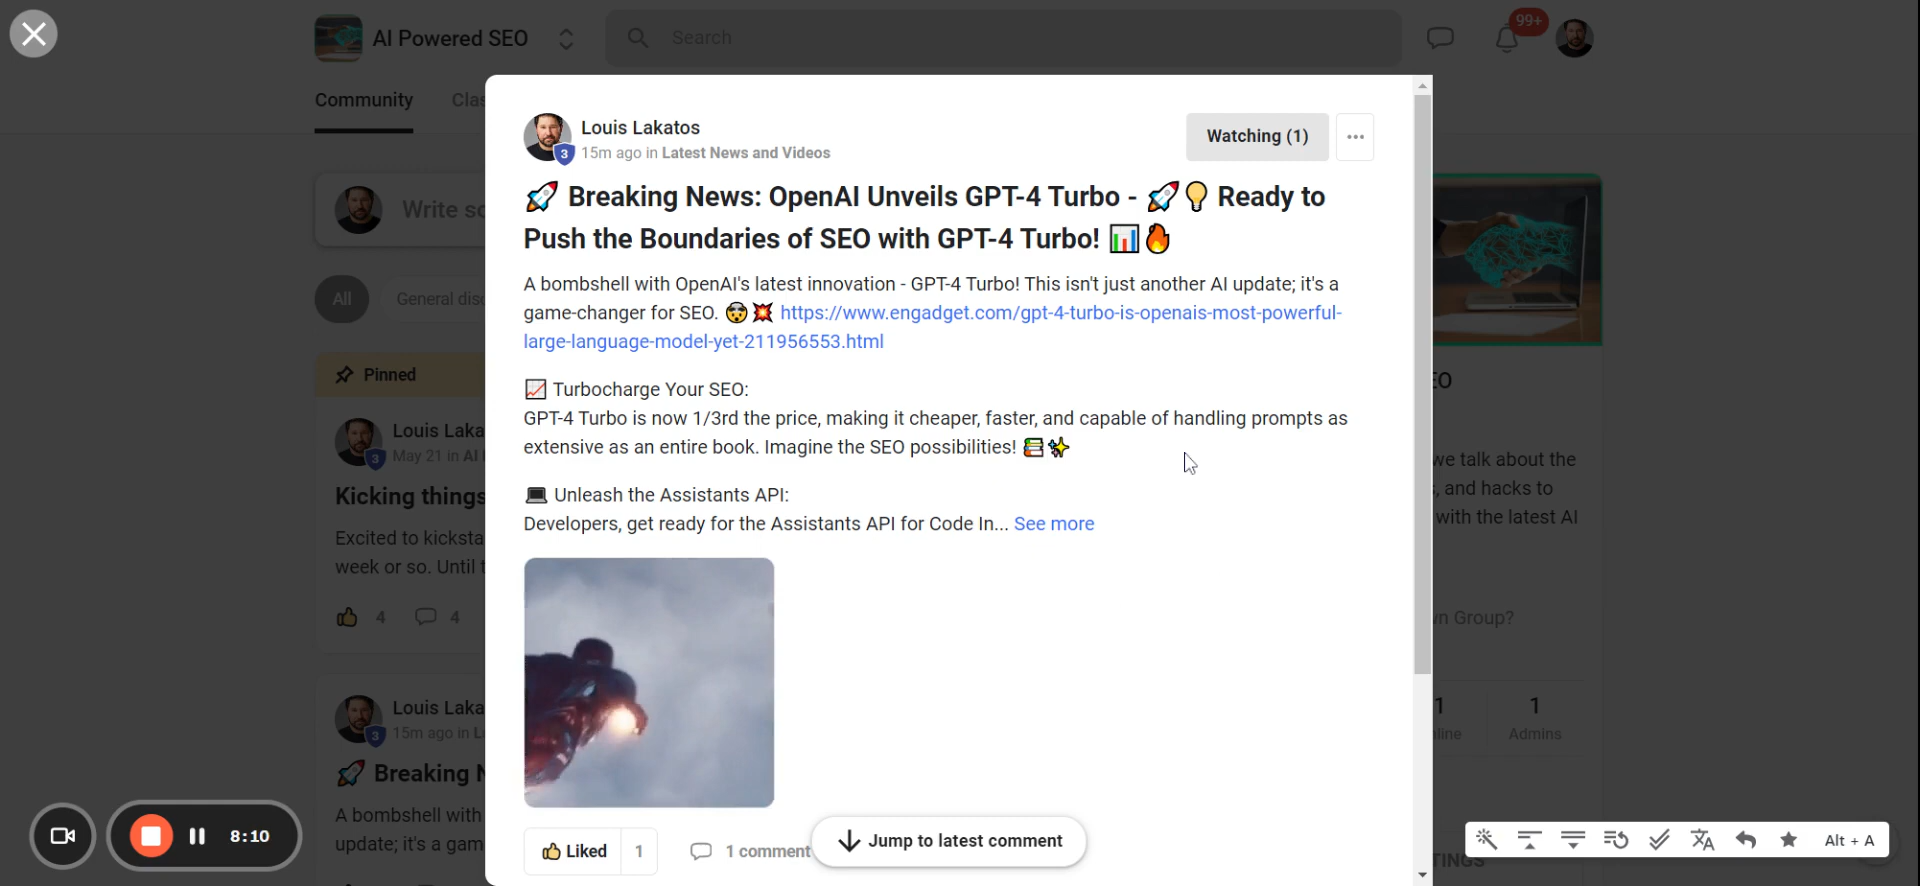 AI Powered SEO
Search
99+
Community
Clas
Louis Lakatos
3
15m ago in Latest News and Videos
Watching (1)
🚀 Breaking News: OpenAI Unveils GPT-4 Turbo - 🚀💡 Ready to
Push the Boundaries of SEO with GPT-4 Turbo! 📊🔥
A bombshell with OpenAI's latest innovation - GPT-4 Turbo! This isn't just another AI update; it's a
game-changer for SEO. 🤯💥 https://www.engadget.com/gpt-4-turbo-is-openais-most-powerful-
large-language-model-yet-211956553.html
📈 Turbocharge Your SEO:
GPT-4 Turbo is now 1/3rd the price, making it cheaper, faster, and capable of handling prompts as
extensive as an entire book. Imagine the SEO possibilities! 📚✨
💻 Unleash the Assistants API:
Developers, get ready for the Assistants API for Code In... See more
Liked 1
1 comment
Jump to latest comment
Write so
All
General disc
Pinned
Louis Laka
3
May 21 in AI
Kicking things
Excited to kicksta
week or so. Until t
4 4
Louis Laka
3
15m ago in L
🚀 Breaking N
A bombshell with
update; it's a gam
8:10
EO
we talk about the
, and hacks to
with the latest AI
wn Group?
1 1
line Admins
TINGS
Alt + A